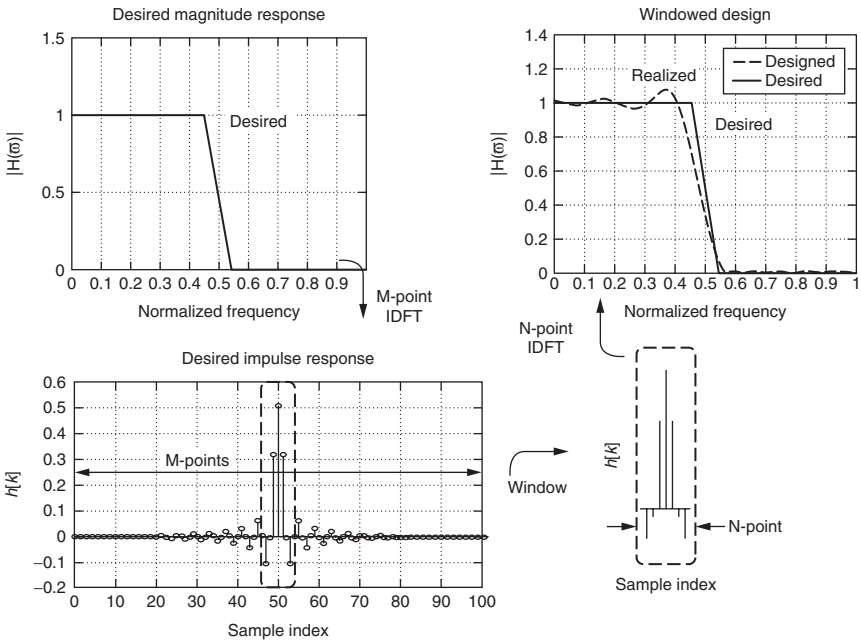 Desired magnitude response
1.5
1
0.5
0
|H(ϖ)|
Desired
0 0.1 0.2 0.3 0.4 0.5 0.6 0.7 0.8 0.9
Normalized frequency
M-point
IDFT
Windowed design
1.4
1.2
1
0.8
0.6
0.4
0.2
0
|H(ϖ)|
Realized
Designed
Desired
Desired
0 0.1 0.2 0.3 0.4 0.5 0.6 0.7 0.8 0.9 1
Normalized frequency
N-point
IDFT
Desired impulse response
0.6
0.5
0.4
0.3
0.2
0.1
0
−0.1
−0.2
h[k]
M-points
0 10 20 30 40 50 60 70 80 90 100
Sample index
Window
h[k]
N-point
Sample index